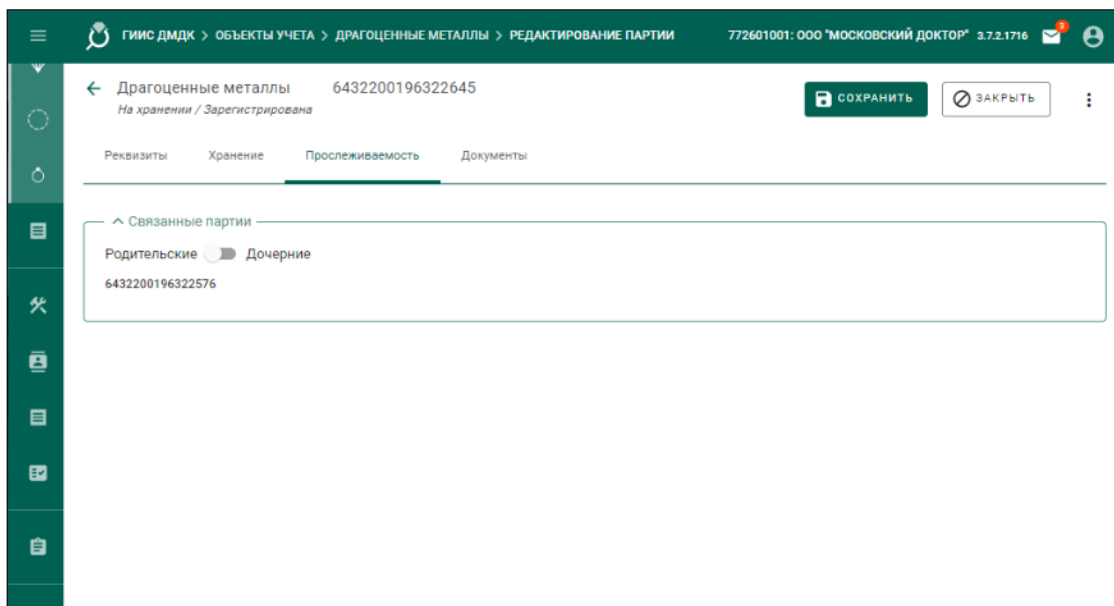 ГИИС ДМДК > ОБЪЕКТЫ УЧЕТА > ДРАГОЦЕННЫЕ МЕТАЛЛЫ > РЕДАКТИРОВАНИЕ ПАРТИИ 772601001: ООО "МОСКОВСКИЙ ДОКТОР" 3.7.2.1716 3
Драгоценные металлы 6432200196322645
На хранении / Зарегистрирована
СОХРАНИТЬ ЗАКРЫТЬ
Реквизиты Хранение Прослеживаемость Документы
Связанные партии
Родительские Дочерние
6432200196322576